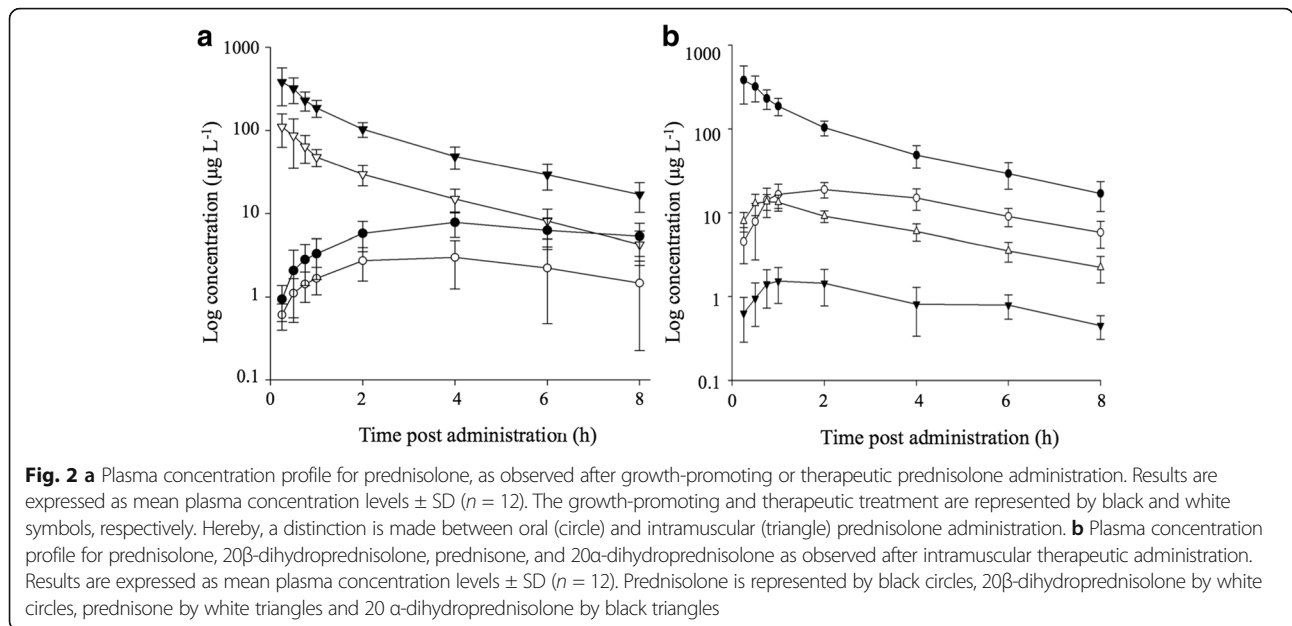 a
1000
100
10
1
0.1
Log concentration (µg L-1)
0 2 4 6 8
Time post administration (h)
b
1000
100
10
1
0.1
Log concentration (µg L-1)
0 2 4 6 8
Time post administration (h)
Fig. 2 a Plasma concentration profile for prednisolone, as observed after growth-promoting or therapeutic prednisolone administration. Results are
expressed as mean plasma concentration levels ± SD (n = 12). The growth-promoting and therapeutic treatment are represented by black and white
symbols, respectively. Hereby, a distinction is made between oral (circle) and intramuscular (triangle) prednisolone administration. b Plasma concentration
profile for prednisolone, 20β-dihydroprednisolone, prednisone, and 20α-dihydroprednisolone as observed after intramuscular therapeutic administration.
Results are expressed as mean plasma concentration levels ± SD (n = 12). Prednisolone is represented by black circles, 20β-dihydroprednisolone by white
circles, prednisone by white triangles and 20 α-dihydroprednisolone by black triangles